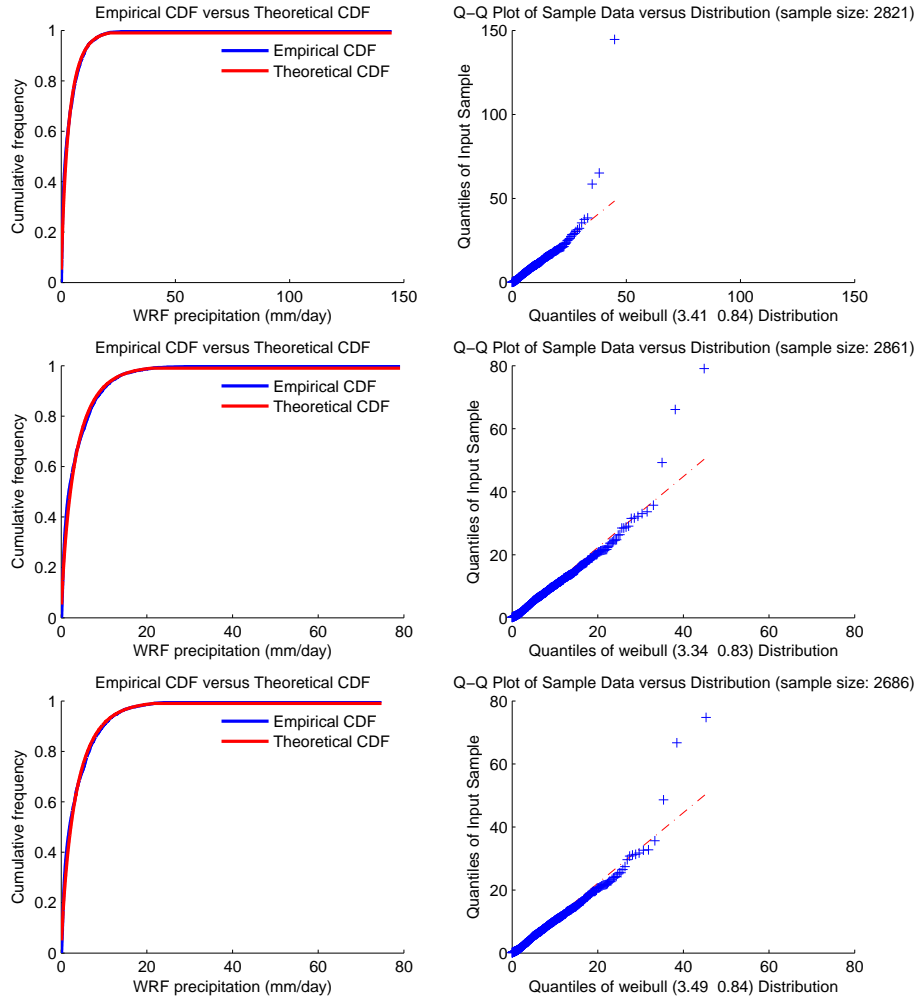 Empirical CDF versus Theoretical CDF
1
0.8
0.6
0.4
0.2
0
Cumulative frequency
Empirical CDF
Theoretical CDF
0 50 100 150
WRF precipitation (mm/day)
Q−Q Plot of Sample Data versus Distribution (sample size: 2821)
150
100
50
0
Quantiles of Input Sample
0 50 100 150
Quantiles of weibull (3.41 0.84) Distribution
Empirical CDF versus Theoretical CDF
1
0.8
0.6
0.4
0.2
0
Cumulative frequency
Empirical CDF
Theoretical CDF
0 20 40 60 80
WRF precipitation (mm/day)
Q−Q Plot of Sample Data versus Distribution (sample size: 2861)
80
60
40
20
0
Quantiles of Input Sample
0 20 40 60 80
Quantiles of weibull (3.34 0.83) Distribution
Empirical CDF versus Theoretical CDF
1
0.8
0.6
0.4
0.2
0
Cumulative frequency
Empirical CDF
Theoretical CDF
0 20 40 60 80
WRF precipitation (mm/day)
Q−Q Plot of Sample Data versus Distribution (sample size: 2686)
80
60
40
20
0
Quantiles of Input Sample
0 20 40 60 80
Quantiles of weibull (3.49 0.84) Distribution